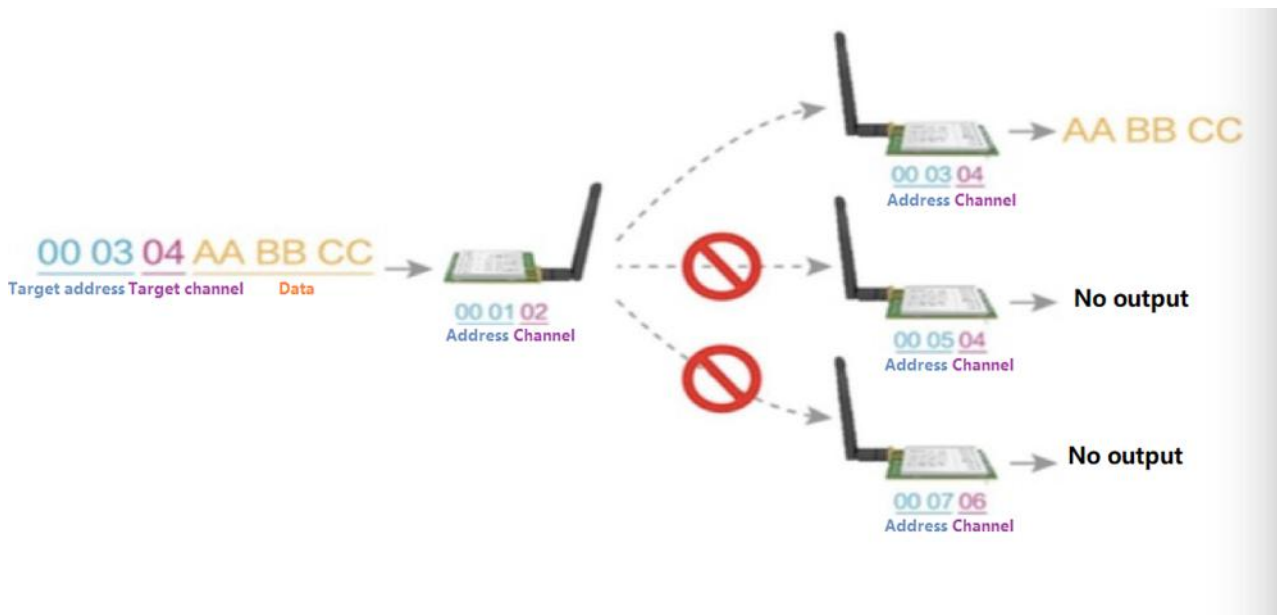 00 03 04 AA BB CC
Target address Target channel Data
00 01 02
Address Channel
AA BB CC
00 03 04
Address Channel
No output
00 05 04
Address Channel
No output
00 07 06
Address Channel